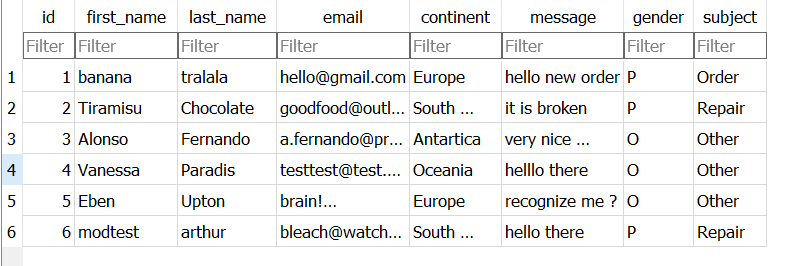 id first_name last_name email continent message gender subject
Filter Filter Filter Filter Filter Filter Filter Filter
1 1 banana tralala hello@gmail.com Europe hello new order P Order
2 2 Tiramisu Chocolate goodfood@outl... South ... it is broken P Repair
3 3 Alonso Fernando a.fernando@pr... Antartica very nice ... O Other
4 4 Vanessa Paradis testtest@test.... Oceania helllo there O Other
5 5 Eben Upton brain!... Europe recognize me ? O Other
6 6 modtest arthur bleach@watch... South ... hello there P Repair